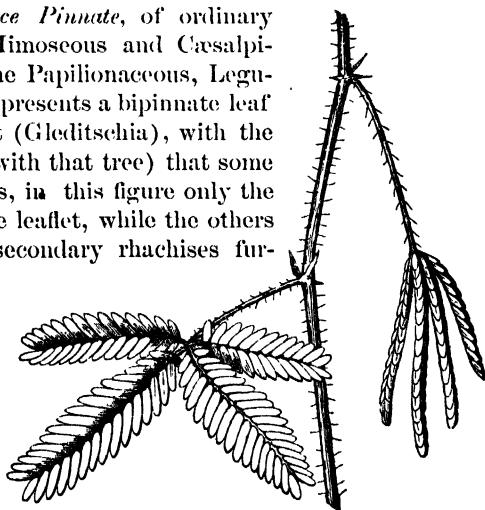 ce Pinnate, of ordinary
Mimoseous and Cæsalpi-
he Papilionaceous, Legu-
presents a bipinnate leaf
t (Gleditschia), with the
with that tree) that some
s, in this figure only the
e leaflet, while the others
secondary rhachises fur-